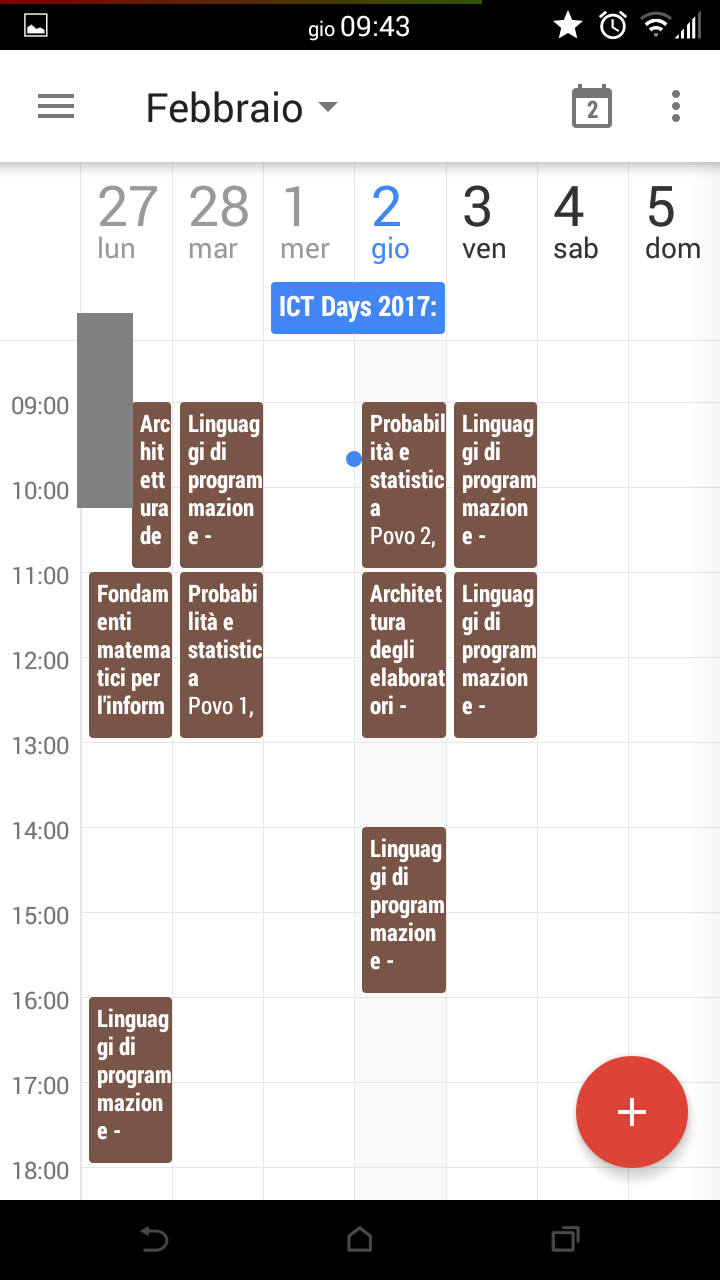 gio 09:43
Febbraio
2
27 28 1 2 3 4 5
lun mar mer gio ven sab dom
ICT Days 2017:
09:00
10:00
11:00
12:00
13:00
14:00
15:00
16:00
17:00
18:00
Arc
hit
ett
ura
de
Fondam
enti
matema
tici per
l'inform
Linguag
gi di
program
mazion
e -
Linguag
gi di
program
mazion
e -
Probabi
lità e
statistic
a
Povo 1,
Probabil
ità e
statistic
a
Povo 2,
Architet
tura
degli
elaborat
ori -
Linguag
gi di
program
mazion
e -
Linguag
gi di
program
mazion
e -
Linguag
gi di
program
mazion
e -